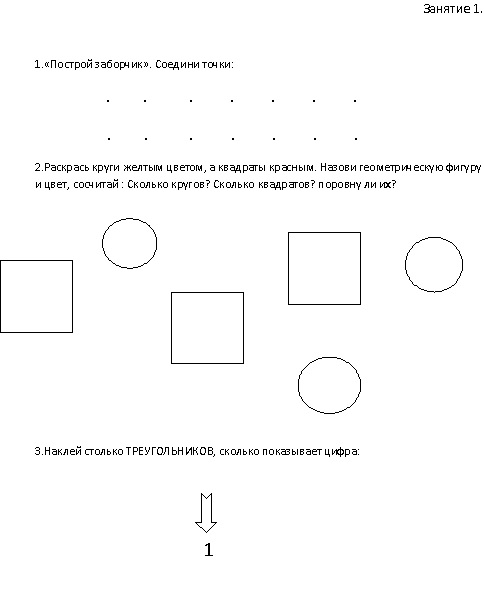 Занятие 1.
1.«Построй заборчик». Соедини точки:
2.Раскрась круги желтым цветом, а квадраты красным. Назови геометрическую фигуру
и цвет, сосчитай : Сколько кругов? Сколько квадратов? поровну ли их?
3.Наклей столько ТРЕУГОЛЬНИКОВ, сколько показывает цифра:
1